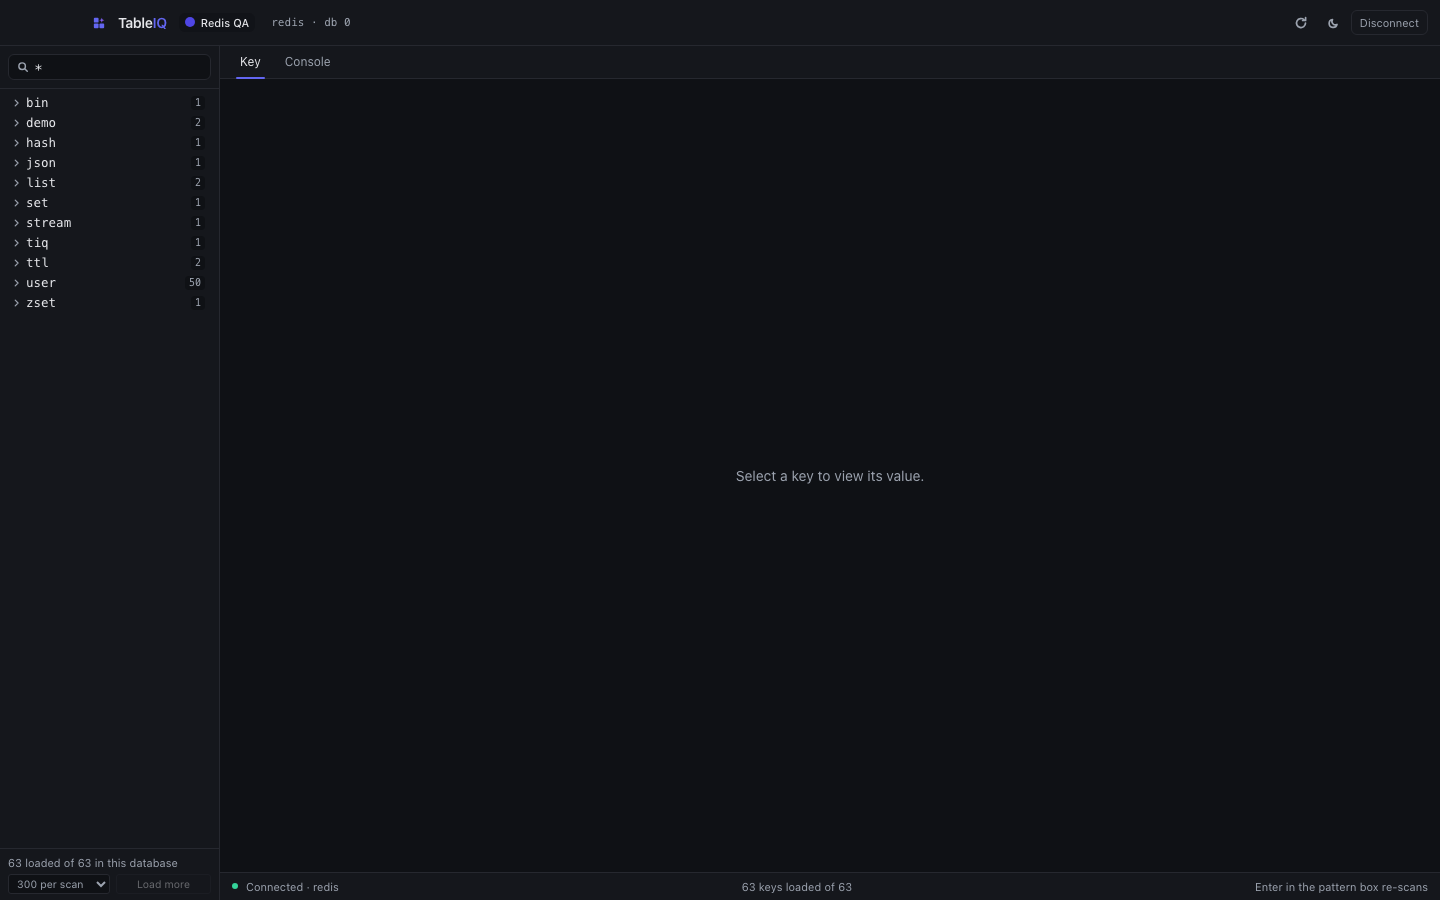 TableIQ Redis QA redis · db 0 Disconnect
*
Key Console
bin 1
demo 2
hash 1
json 1
list 2
set 1
stream 1
tiq 1
ttl 2
user 50
zset 1
Select a key to view its value.
63 loaded of 63 in this database
300 per scan Load more
Connected · redis 63 keys loaded of 63 Enter in the pattern box re-scans